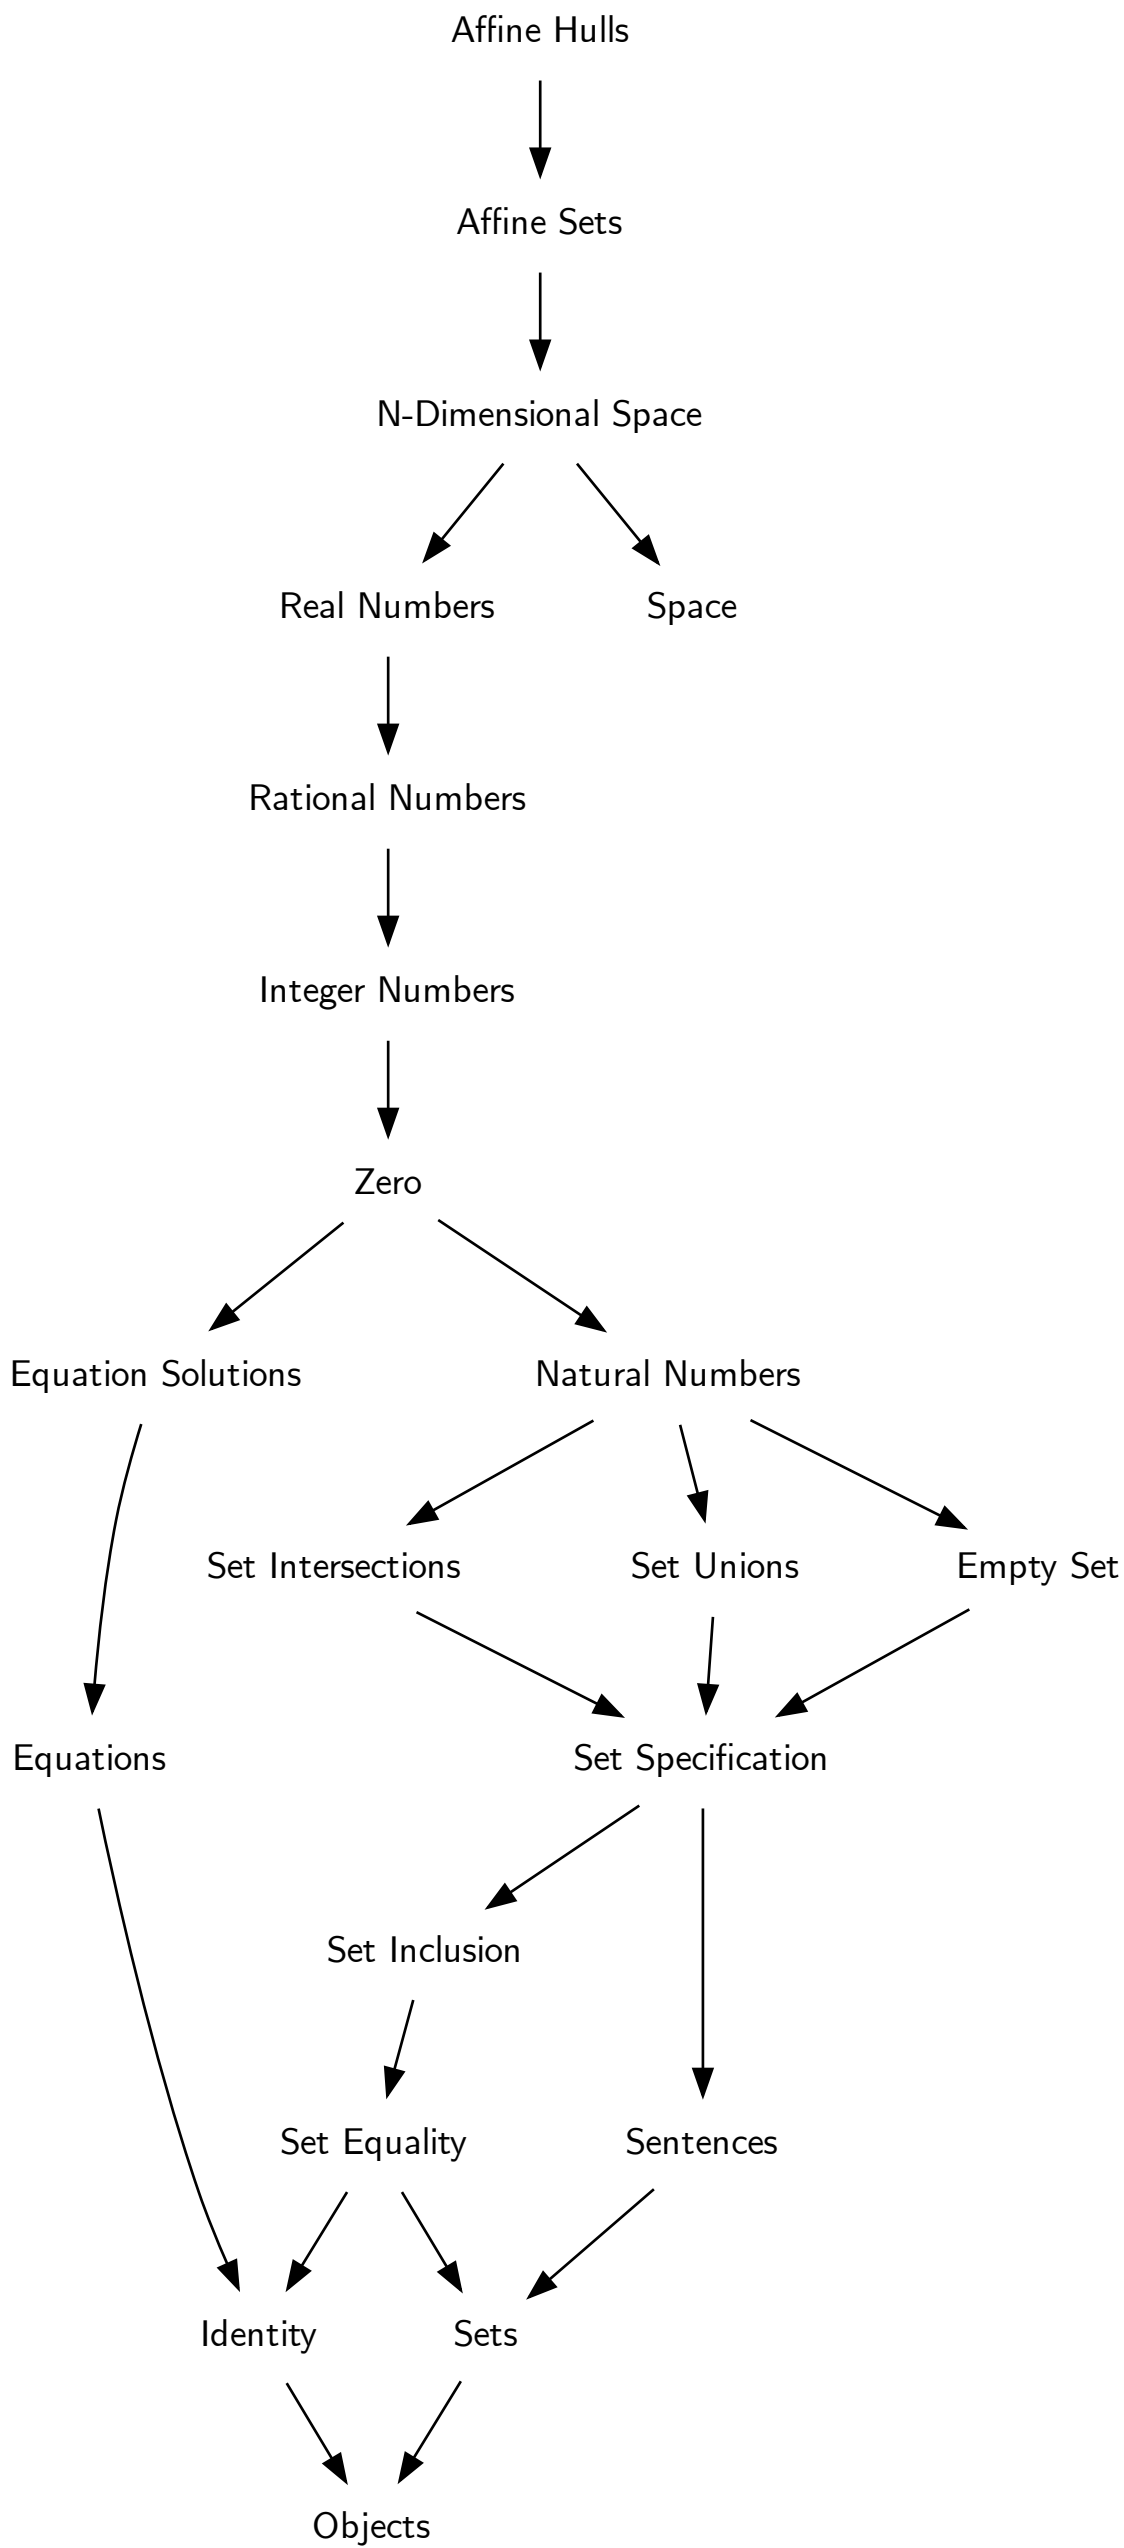 Affine Hulls
Affine Sets
N-Dimensional Space
Real Numbers
Space
Rational Numbers
Integer Numbers
Zero
Equation Solutions
Natural Numbers
Set Intersections
Set Unions
Empty Set
Equations
Set Specification
Set Inclusion
Set Equality
Sentences
Identity
Sets
Objects